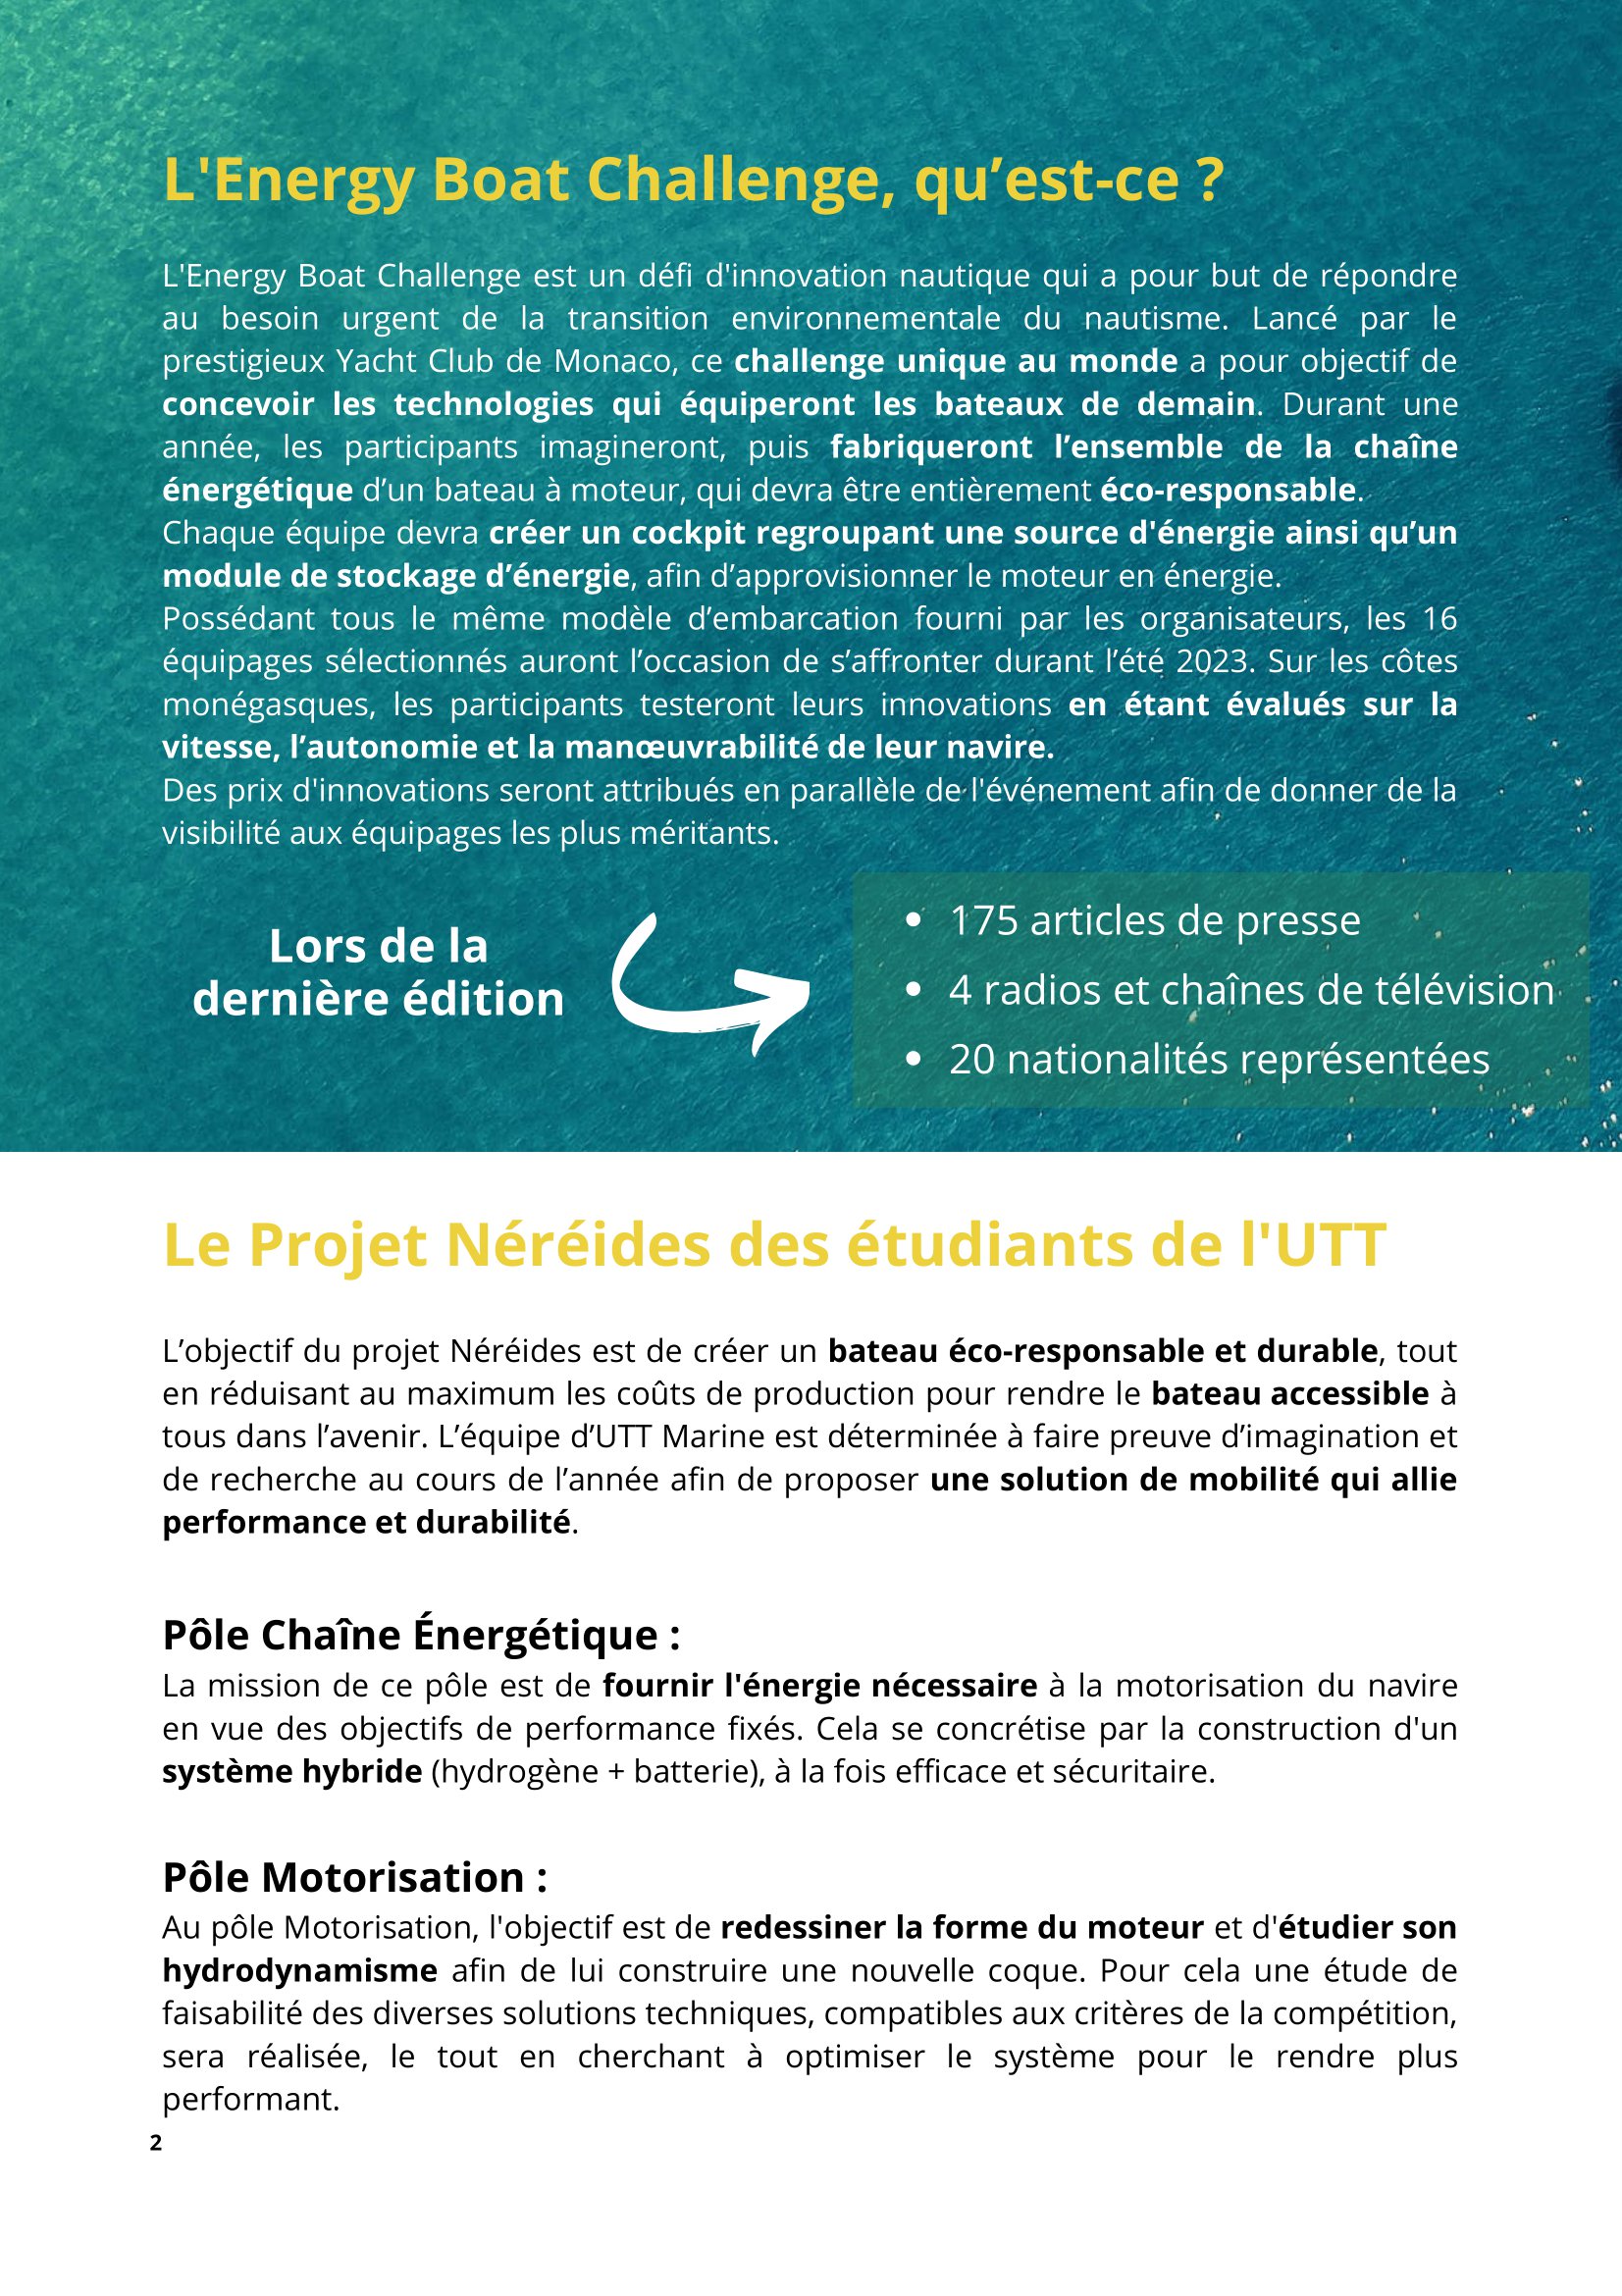 L'Energy Boat Challenge, qu’est-ce ?
L'Energy Boat Challenge est un défi d'innovation nautique qui a pour but de répondre
au besoin urgent de la transition environnementale du nautisme. Lancé par le
prestigieux Yacht Club de Monaco, ce challenge unique au monde a pour objectif de
concevoir les technologies qui équiperont les bateaux de demain. Durant une
année, les participants imagineront, puis fabriqueront l’ensemble de la chaîne
énergétique d’un bateau à moteur, qui devra être entièrement éco-responsable.
Chaque équipe devra créer un cockpit regroupant une source d'énergie ainsi qu’un
module de stockage d’énergie, afin d’approvisionner le moteur en énergie.
Possédant tous le même modèle d’embarcation fourni par les organisateurs, les 16
équipages sélectionnés auront l’occasion de s’affronter durant l’été 2023. Sur les côtes
monégasques, les participants testeront leurs innovations en étant évalués sur la
vitesse, l’autonomie et la manœuvrabilité de leur navire.
Des prix d'innovations seront attribués en parallèle de l'événement afin de donner de la
visibilité aux équipages les plus méritants.
Lors de la
dernière édition
• 175 articles de presse
• 4 radios et chaînes de télévision
• 20 nationalités représentées
Le Projet Néréides des étudiants de l'UTT
L’objectif du projet Néréides est de créer un bateau éco-responsable et durable, tout
en réduisant au maximum les coûts de production pour rendre le bateau accessible à
tous dans l’avenir. L’équipe d’UTT Marine est déterminée à faire preuve d’imagination et
de recherche au cours de l’année afin de proposer une solution de mobilité qui allie
performance et durabilité.
Pôle Chaîne Énergétique :
La mission de ce pôle est de fournir l'énergie nécessaire à la motorisation du navire
en vue des objectifs de performance fixés. Cela se concrétise par la construction d'un
système hybride (hydrogène + batterie), à la fois efficace et sécuritaire.
Pôle Motorisation :
Au pôle Motorisation, l'objectif est de redessiner la forme du moteur et d'étudier son
hydrodynamisme afin de lui construire une nouvelle coque. Pour cela une étude de
faisabilité des diverses solutions techniques, compatibles aux critères de la compétition,
sera réalisée, le tout en cherchant à optimiser le système pour le rendre plus
performant.
2